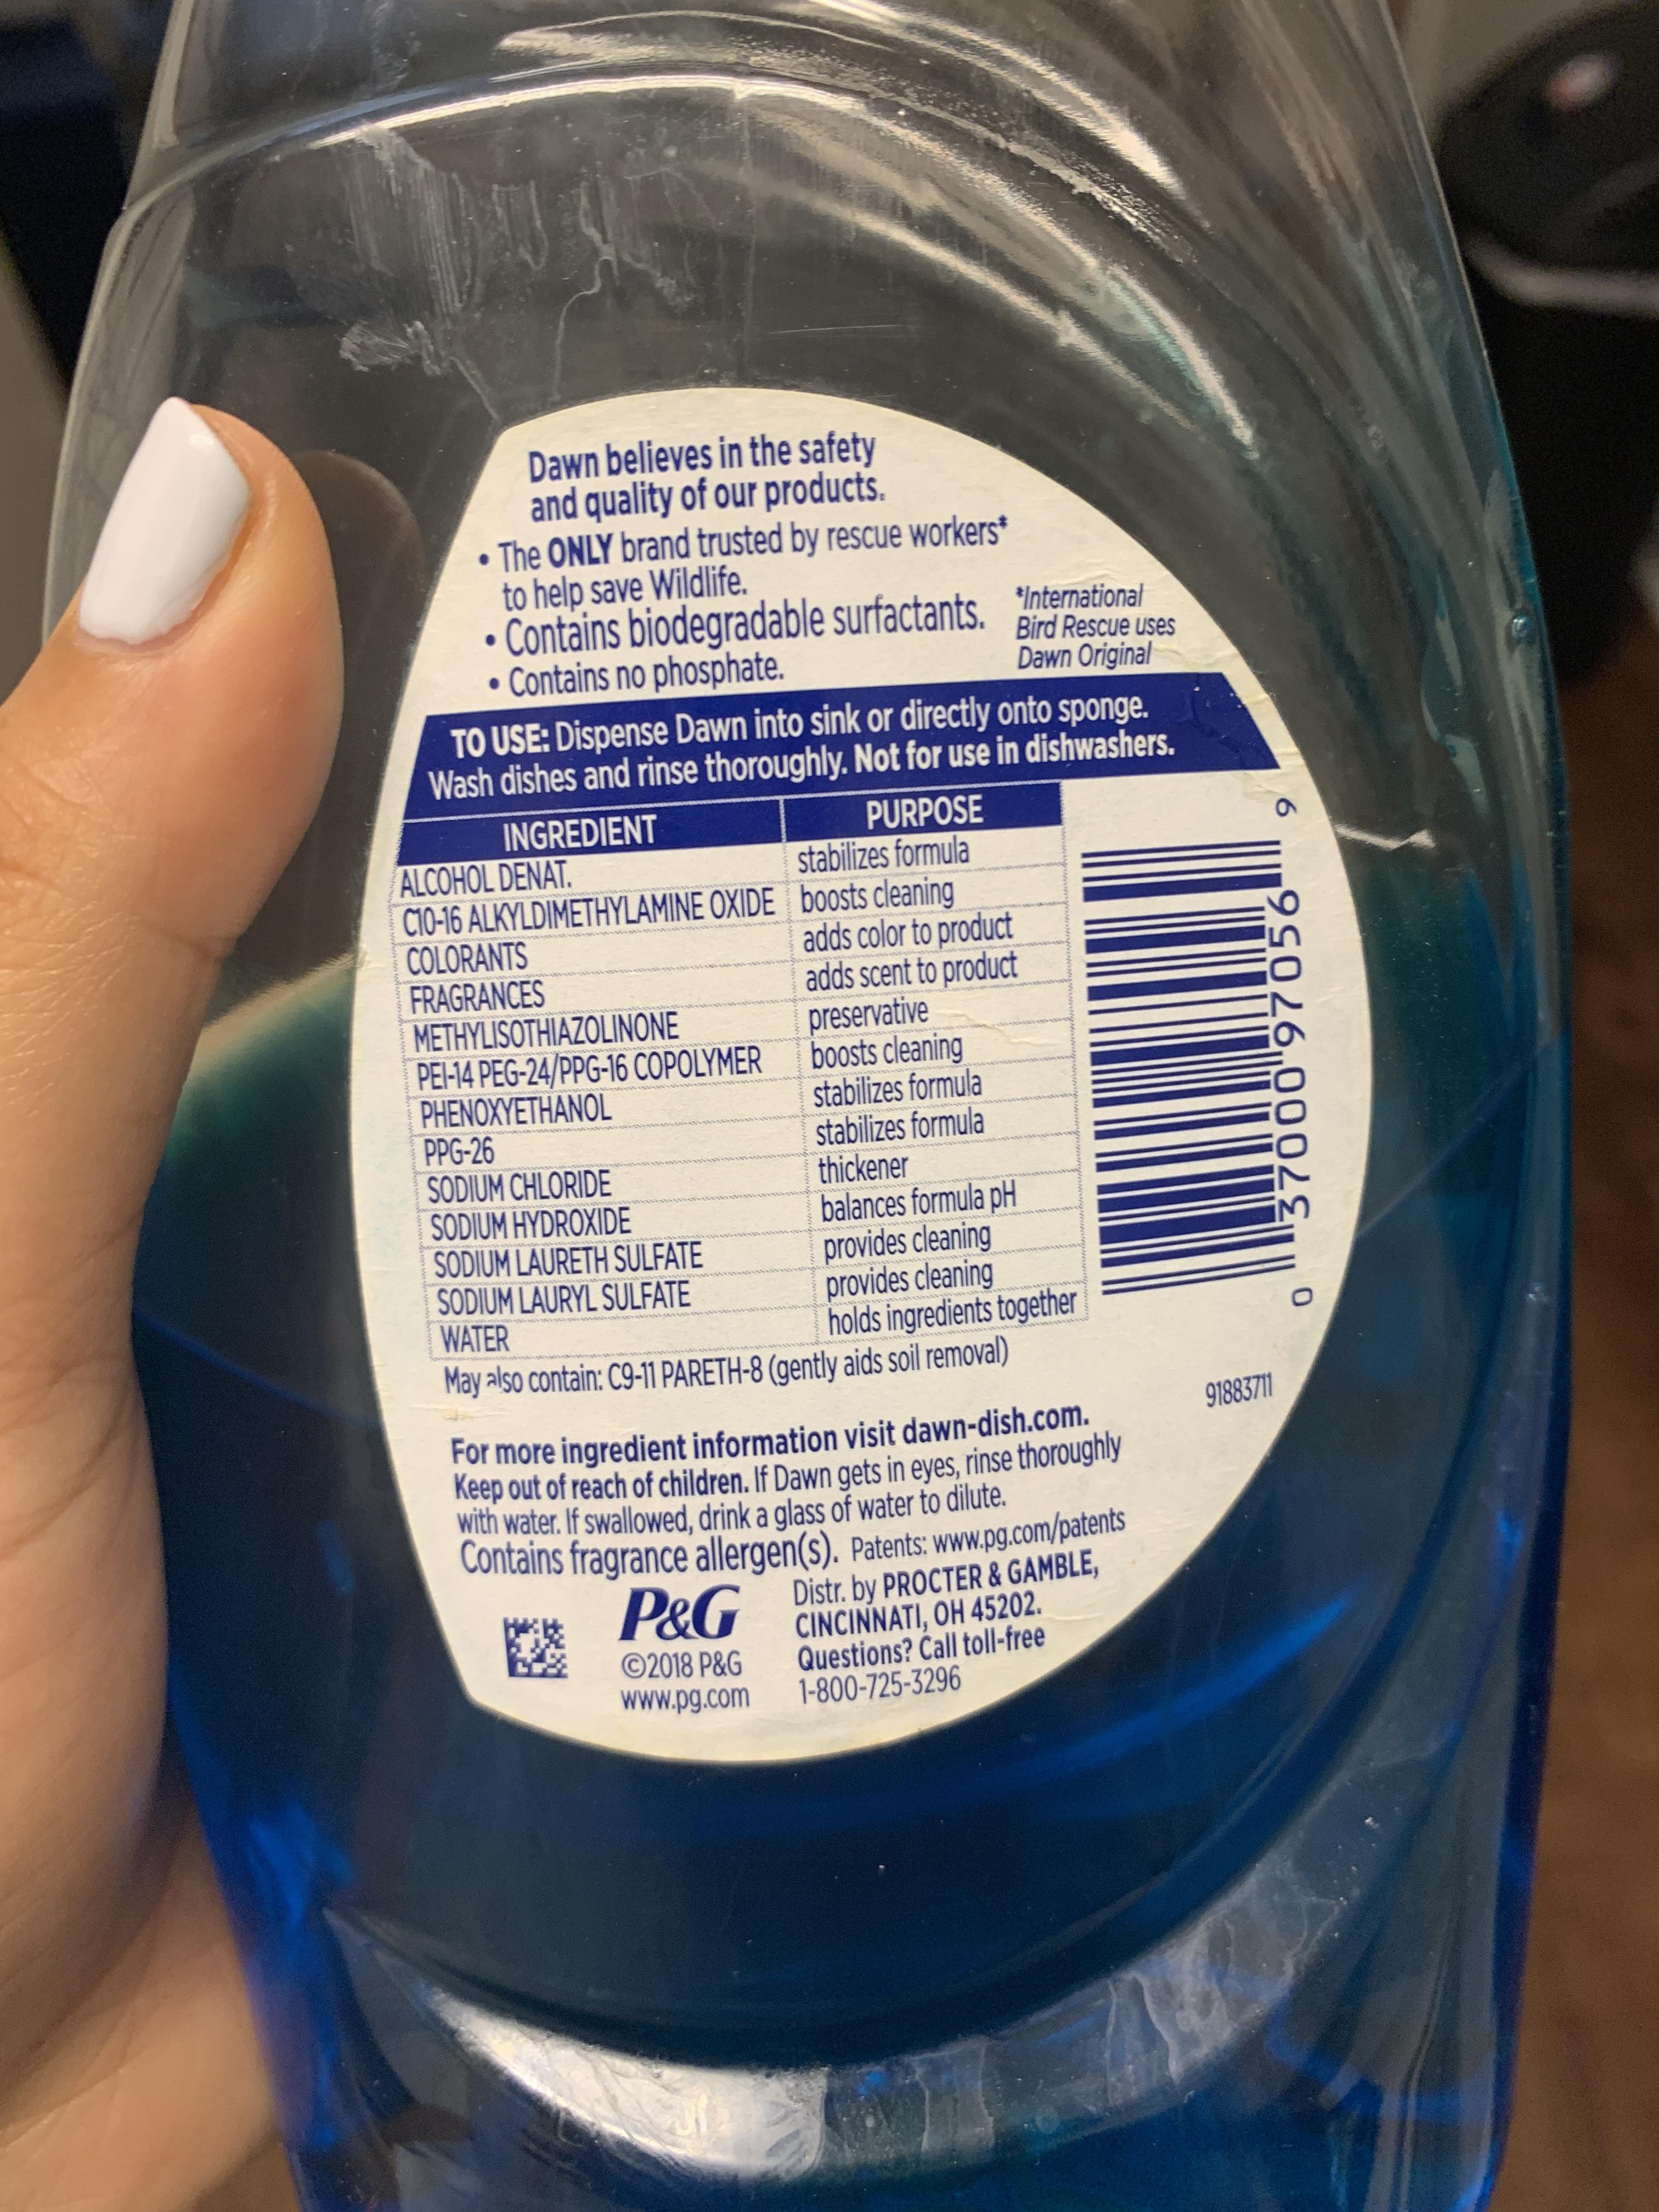 Dawn believes in the safety
and quality of our products.
• The ONLY brand trusted by rescue workers*
to help save Wildlife.
• Contains biodegradable surfactants.
• Contains no phosphate.
*International
Bird Rescue uses
Dawn Original
TO USE: Dispense Dawn into sink or directly onto sponge.
Wash dishes and rinse thoroughly. Not for use in dishwashers.
INGREDIENT PURPOSE
ALCOHOL DENAT. stabilizes formula
C10-16 ALKYLDIMETHYLAMINE OXIDE boosts cleaning
COLORANTS adds color to product
FRAGRANCES adds scent to product
METHYLISOTHIAZOLINONE preservative
PEI-14 PEG-24/PPG-16 COPOLYMER boosts cleaning
PHENOXYETHANOL stabilizes formula
PPG-26 stabilizes formula
SODIUM CHLORIDE thickener
SODIUM HYDROXIDE balances formula pH
SODIUM LAURETH SULFATE provides cleaning
SODIUM LAURYL SULFATE provides cleaning
WATER holds ingredients together
May also contain: C9-11 PARETH-8 (gently aids soil removal)
0 37000 97056 9
91883711
For more ingredient information visit dawn-dish.com.
Keep out of reach of children. If Dawn gets in eyes, rinse thoroughly
with water. If swallowed, drink a glass of water to dilute.
Contains fragrance allergen(s). Patents: www.pg.com/patents
P&G
©2018 P&G
www.pg.com
Distr. by PROCTER & GAMBLE,
CINCINNATI, OH 45202.
Questions? Call toll-free
1-800-725-3296